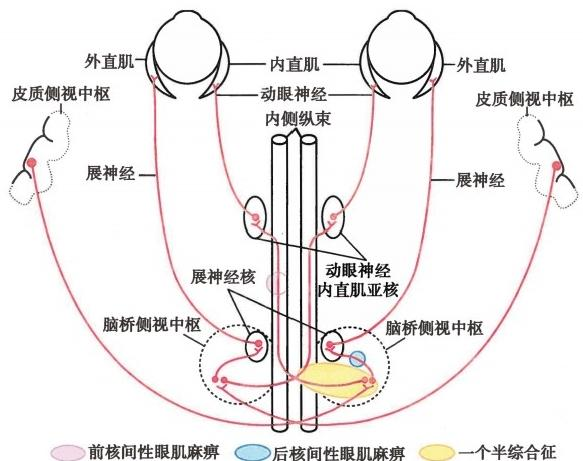 外直肌
内直肌
外直肌
皮质侧视中枢
动眼神经
皮质侧视中枢
内侧纵束
展神经
展神经
动眼神经
内直肌亚核
展神经核
脑桥侧视中枢
脑桥侧视中枢
前核间性眼肌麻痹
后核间性眼肌麻痹
一个半综合征